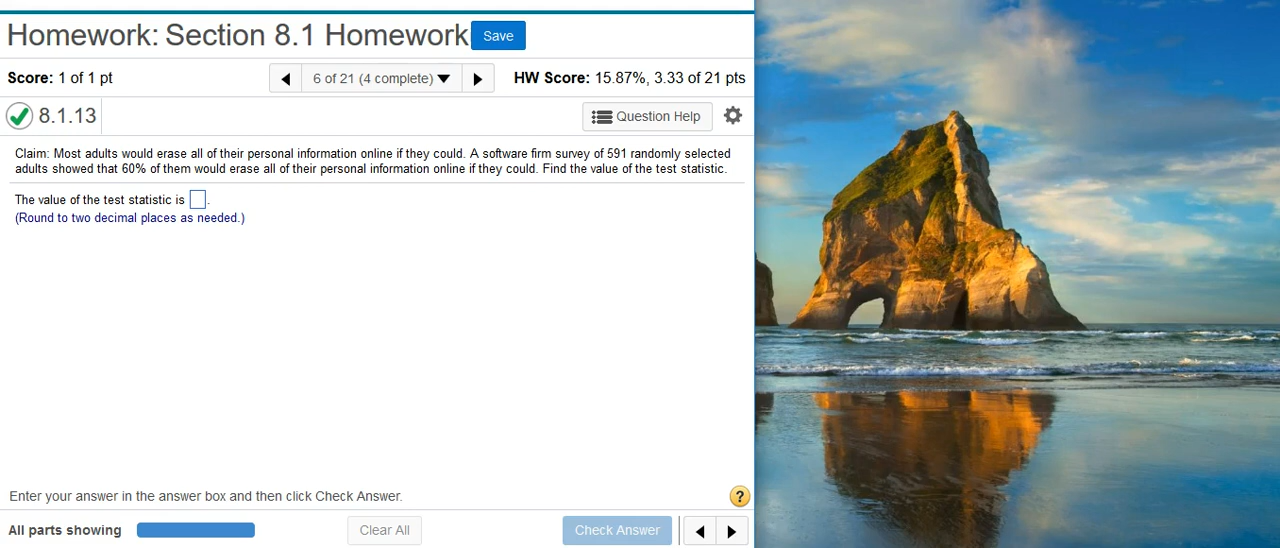 Homework: Section 8.1 Homework Save
Score: 1 of 1 pt 6 of 21 (4 complete) HW Score: 15.87%, 3.33 of 21 pts
8.1.13 Question Help
Claim: Most adults would erase all of their personal information online if they could. A software firm survey of 591 randomly selected
adults showed that 60% of them would erase all of their personal information online if they could. Find the value of the test statistic.
The value of the test statistic is .
(Round to two decimal places as needed.)
Enter your answer in the answer box and then click Check Answer. ?
All parts showing Clear All Check Answer